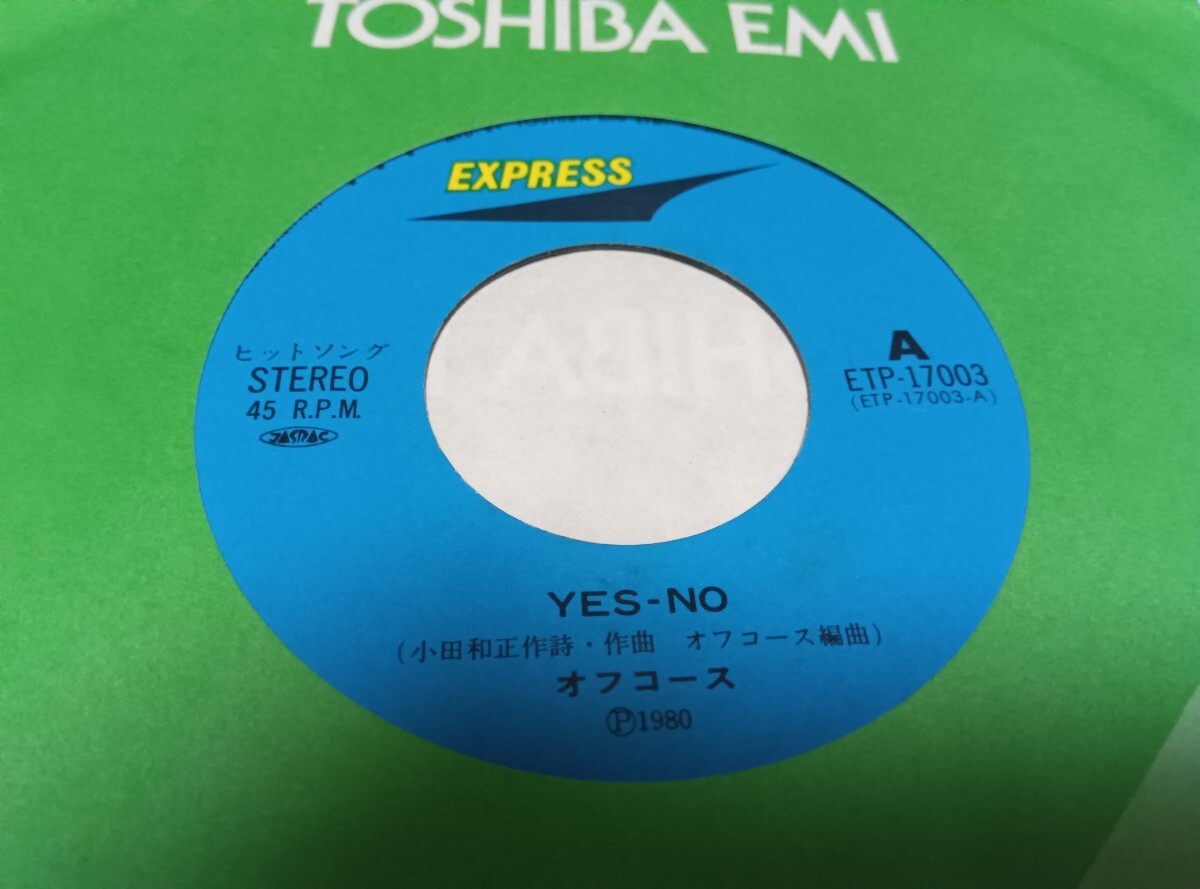 TOSHIBA EMI
EXPRESS
ヒットソング
STEREO
45 R.P.M.
JASRAC
A
ETP-17003
(ETP-17003-A)
HIBA
YES-NO
(小田和正作詩・作曲 オフコース編曲)
オフコース
Ⓟ1980